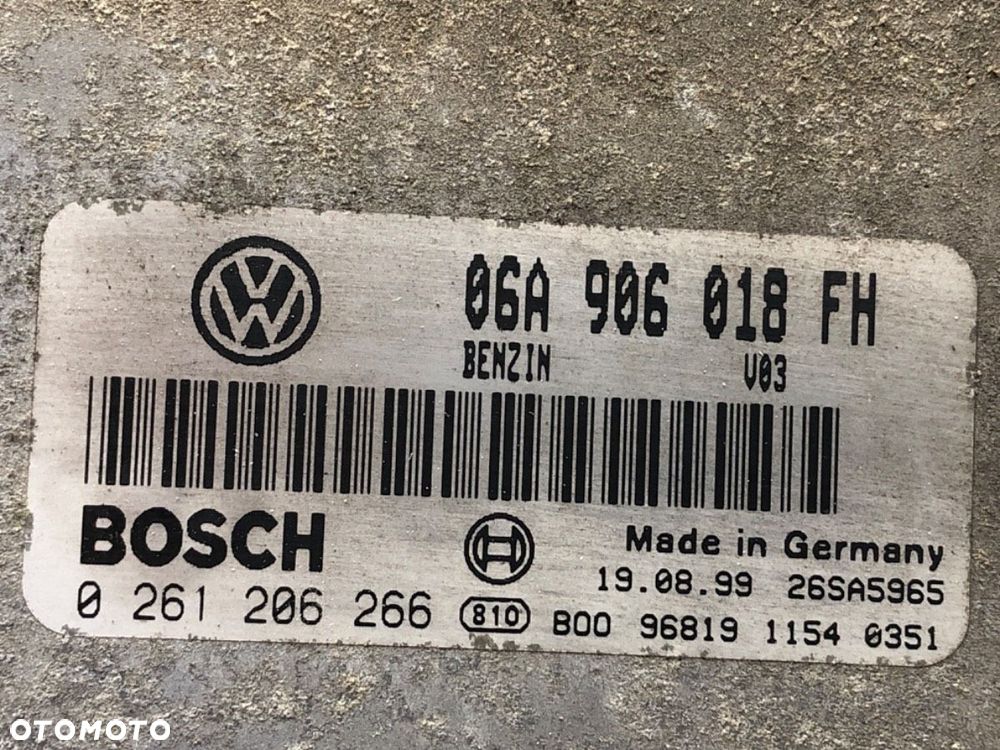 06A 906 018 FH
BENZIN V03
BOSCH
Made in Germany
19.08.99 26SA5965
0 261 206 266 810 B00 96819 1154 0351
OTOMOTO